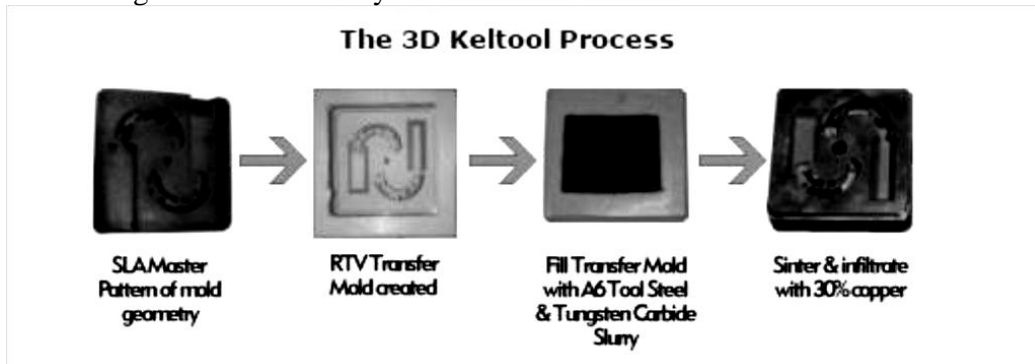 The 3D Keltool Process
SLA Master
Pattern of mold
geometry
RTV Transfer
Mold created
Fill Transfer Mold
with A6 Tool Steel
& Tungsten Carbide
Slurry
Sinter & infiltrate
with 30% copper